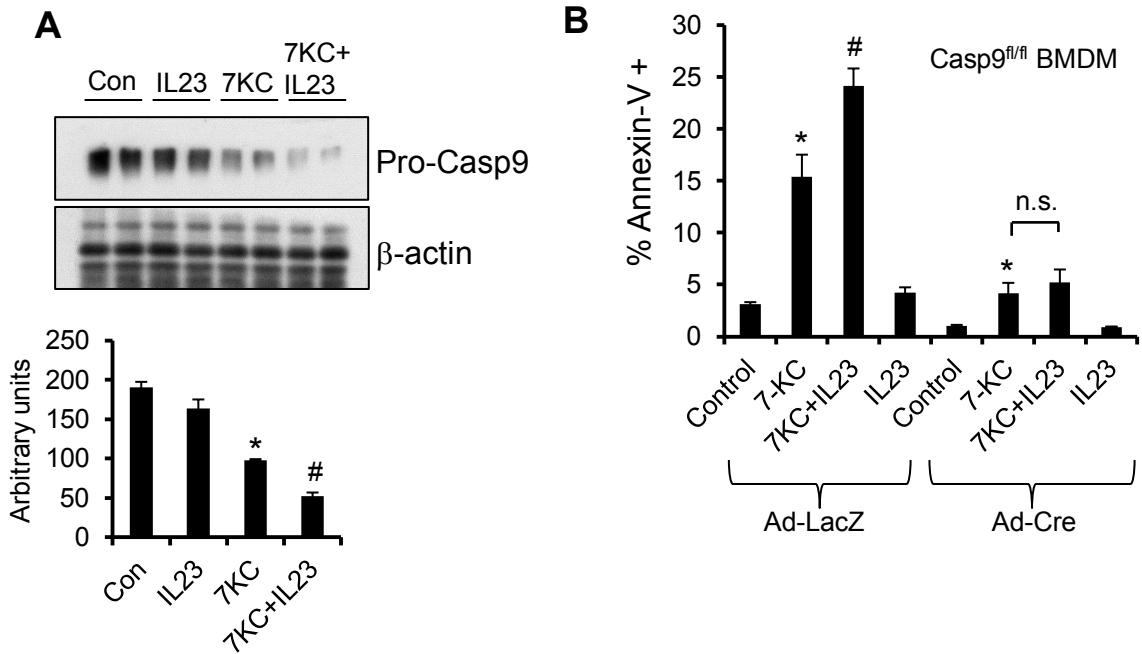 A
Con IL23 7KC 7KC+
IL23
Pro-Casp9
β-actin
250
200
150
100
50
0
Arbitrary units
*
#
Con
IL23
7KC
7KC+IL23
B
30
25
20
15
10
5
0
% Annexin-V +
Casp9fl/fl BMDM
*
#
*
n.s.
Control
7-KC
7KC+IL23
IL23
Control
7-KC
7KC+IL23
IL23
Ad-LacZ
Ad-Cre